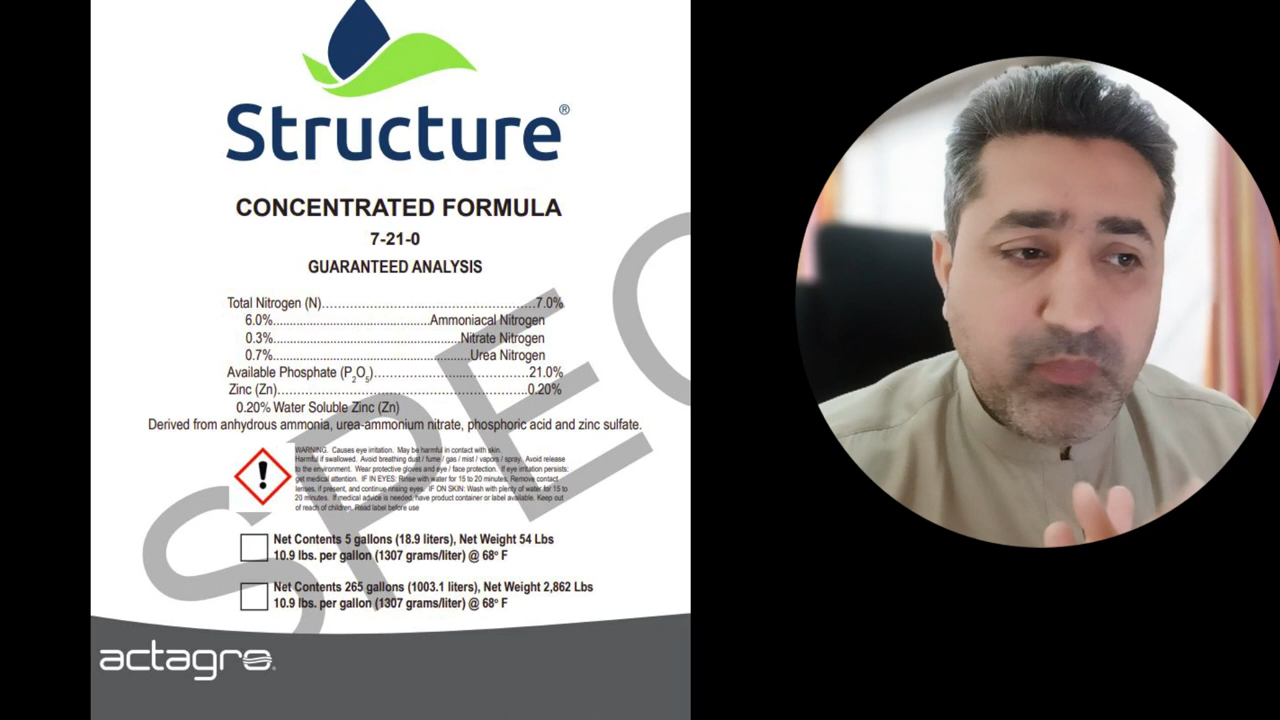 Structure®
CONCENTRATED FORMULA
7-21-0
GUARANTEED ANALYSIS
Total Nitrogen (N)..........................................................7.0%
6.0%..........................................Ammoniacal Nitrogen
0.3%..................................................Nitrate Nitrogen
0.7%.....................................................Urea Nitrogen
Available Phosphate (P₂O₅)..........................................21.0%
Zinc (Zn)......................................................................0.20%
0.20% Water Soluble Zinc (Zn)
Derived from anhydrous ammonia, urea-ammonium nitrate, phosphoric acid and zinc sulfate.
WARNING. Causes eye irritation. May be harmful in contact with skin.
Harmful if swallowed. Avoid breathing dust / fume / gas / mist / vapors / spray. Avoid release
to the environment. Wear protective gloves and eye / face protection. If eye irritation persists:
get medical attention. IF IN EYES: Rinse with water for 15 to 20 minutes. Remove contact
lenses, if present, and continue rinsing eyes. IF ON SKIN: Wash with plenty of water for 15 to
20 minutes. If medical advice is needed, have product container or label available. Keep out
of reach of children. Read label before use
Net Contents 5 gallons (18.9 liters), Net Weight 54 Lbs
10.9 lbs. per gallon (1307 grams/liter) @ 68º F
Net Contents 265 gallons (1003.1 liters), Net Weight 2,862 Lbs
10.9 lbs. per gallon (1307 grams/liter) @ 68º F
SPEC
actagro